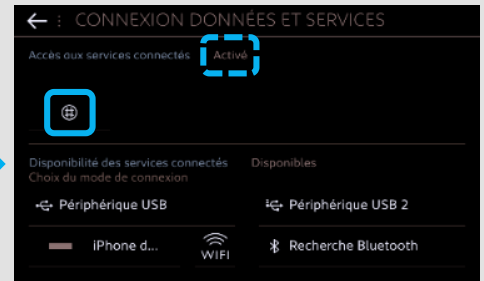 CONNEXION DONNÉES ET SERVICES
Accès aux services connectés Activé
Disponibilité des services connectés Disponibles
Choix du mode de connexion
Périphérique USB Périphérique USB 2
iPhone d... WIFI Recherche Bluetooth